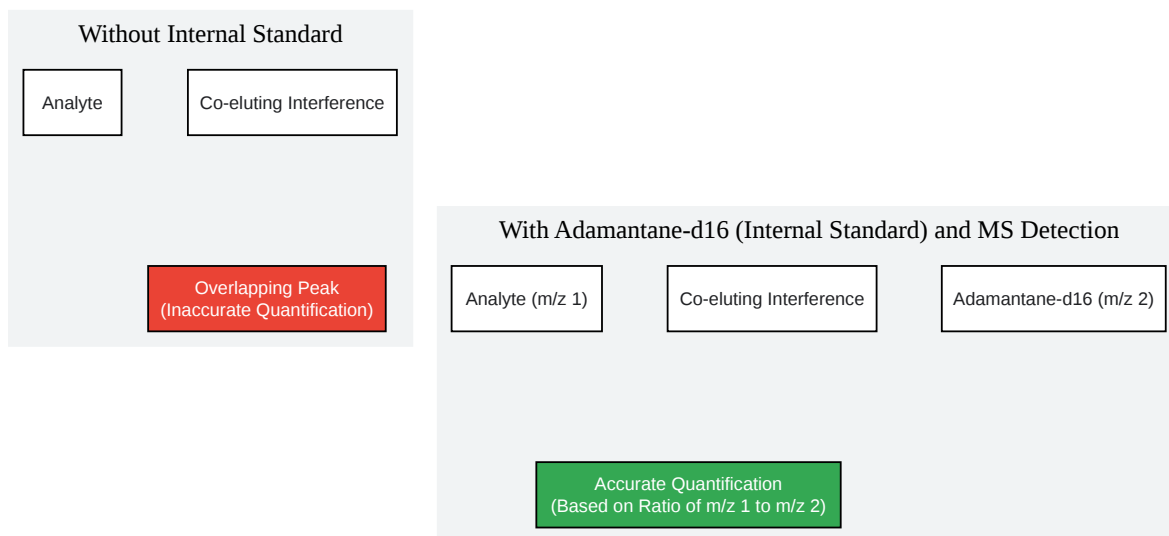 Without Internal Standard
Analyte
Co-eluting Interference
Overlapping Peak
(Inaccurate Quantification)
With Adamantane-d16 (Internal Standard) and MS Detection
Analyte (m/z 1)
Co-eluting Interference
Adamantane-d16 (m/z 2)
Accurate Quantification
(Based on Ratio of m/z 1 to m/z 2)